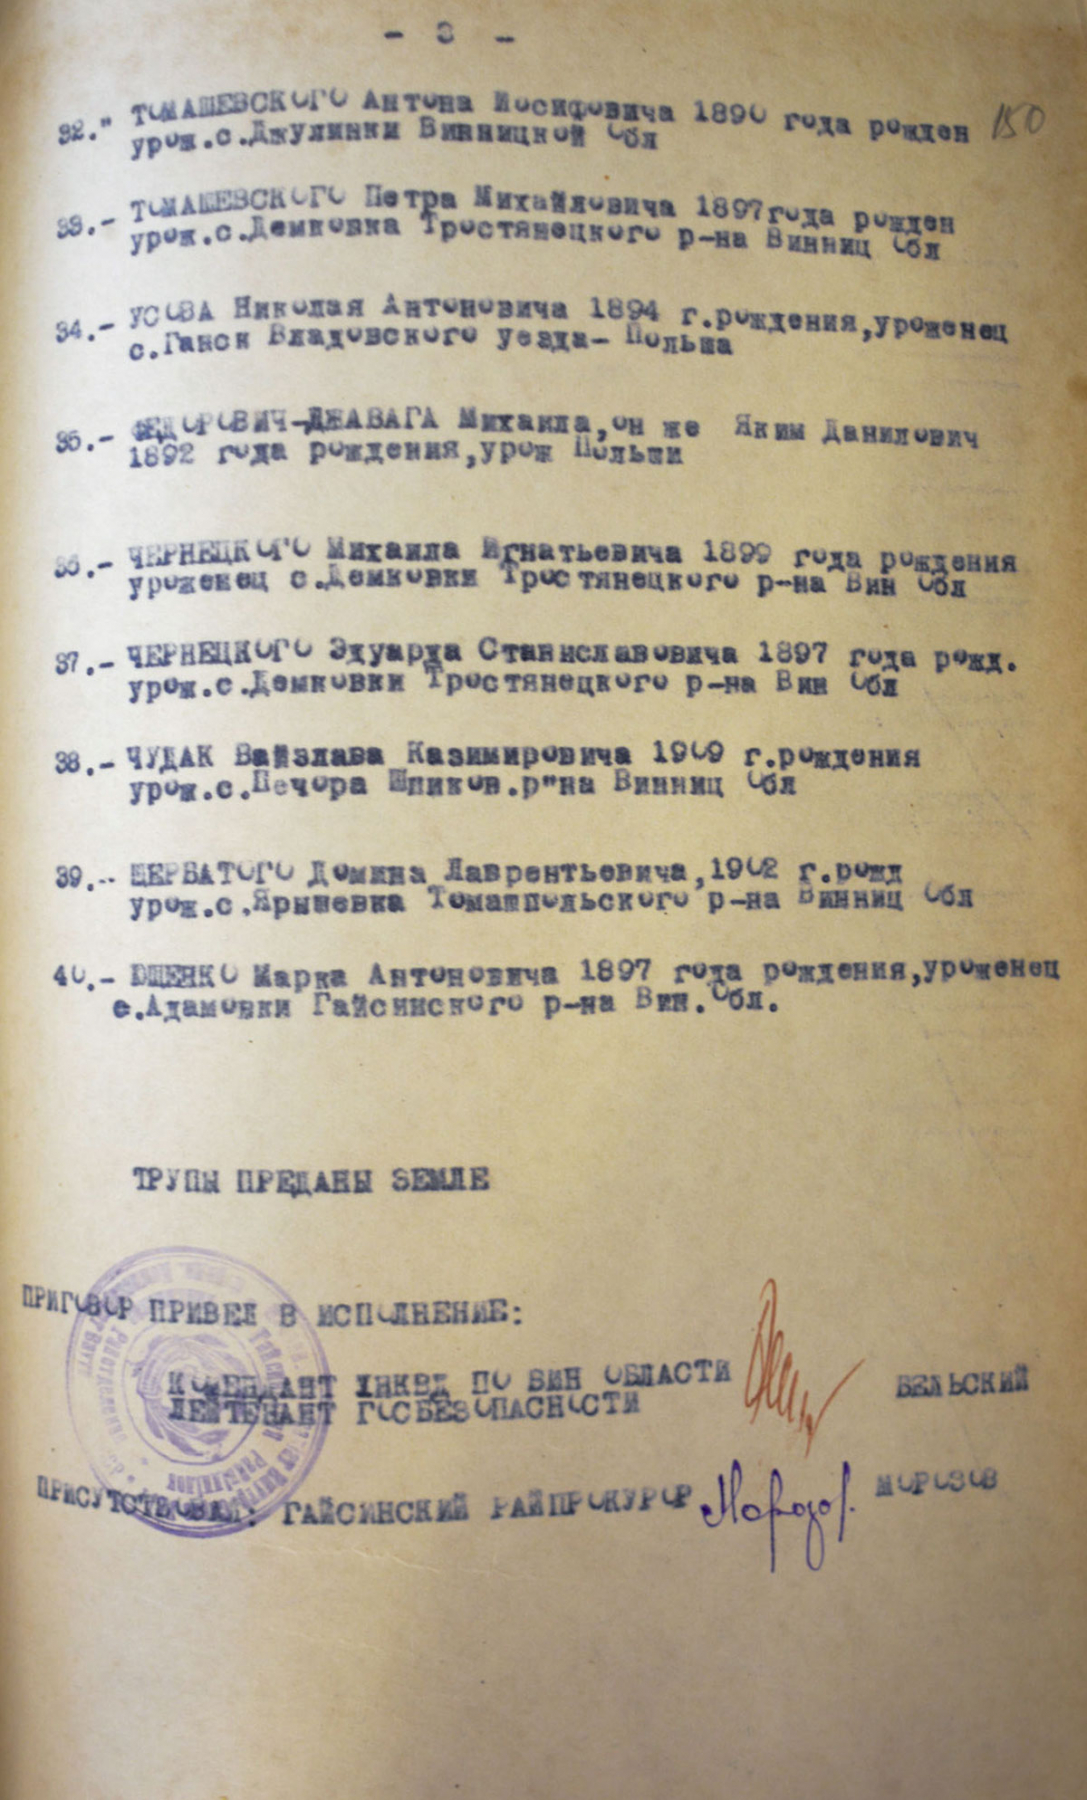 - 3 -
150
32." ТОМАШЕВСКОГО Антона Иосифовича 1890 года рожден
урож.с.Джулинки Винницкой Обл
33.- ТОМАШЕВСКОГО Петра Михайловича 1897года рожден
урож.с.Демковка Тростянецкого р-на Винниц Обл
34.- УСОВА Николая Антоновича 1894 г.рождения,уроженец
с.Ганск Владовского уезда- Польша
35.- ФЕДОРОВИЧ-ДЖАВАГА Михаила,он же Яким Данилович
1892 года рождения,урож Польши
36.- ЧЕРНЕЦКОГО Михаила Игнатьевича 1899 года рождения
уроженец с.Демковки Тростянецкого р-на Вин Обл
37.- ЧЕРНЕЦКОГО Эдуарда Станиславовича 1897 года рожд.
урож.с.Демковки Тростянецкого р-на Вин Обл
38.- ЧУДАК Вайзлава Казимировича 1909 г.рождения
урож.с.Печора Шпиков.р"на Винниц Обл
39.-- ЩЕРБАТОГО Домина Лаврентьевича,1902 г.рожд
урож.с.Ярышевка Томашпольского р-на Винниц Обл
40.- ЮЩЕНКО Марка Антоновича 1897 года рождения,уроженец
с.Адамовки Гайсинского р-на Вин.Обл.
ТРУПЫ ПРЕДАНЫ ЗЕМЛЕ
ПРИГОВОР ПРИВЕЛ В ИСПОЛНЕНИЕ:
КОМЕНДАНТ УНКВД ПО ВИН ОБЛАСТИ БЕЛЬСКИЙ
ЛЕЙТЕНАНТ ГОСБЕЗОПАСНОСТИ
ПРИСУТСТВОВАЛ: ГАЙСИНСКИЙ РАЙПРОКУРОР Морозов. МОРОЗОВ